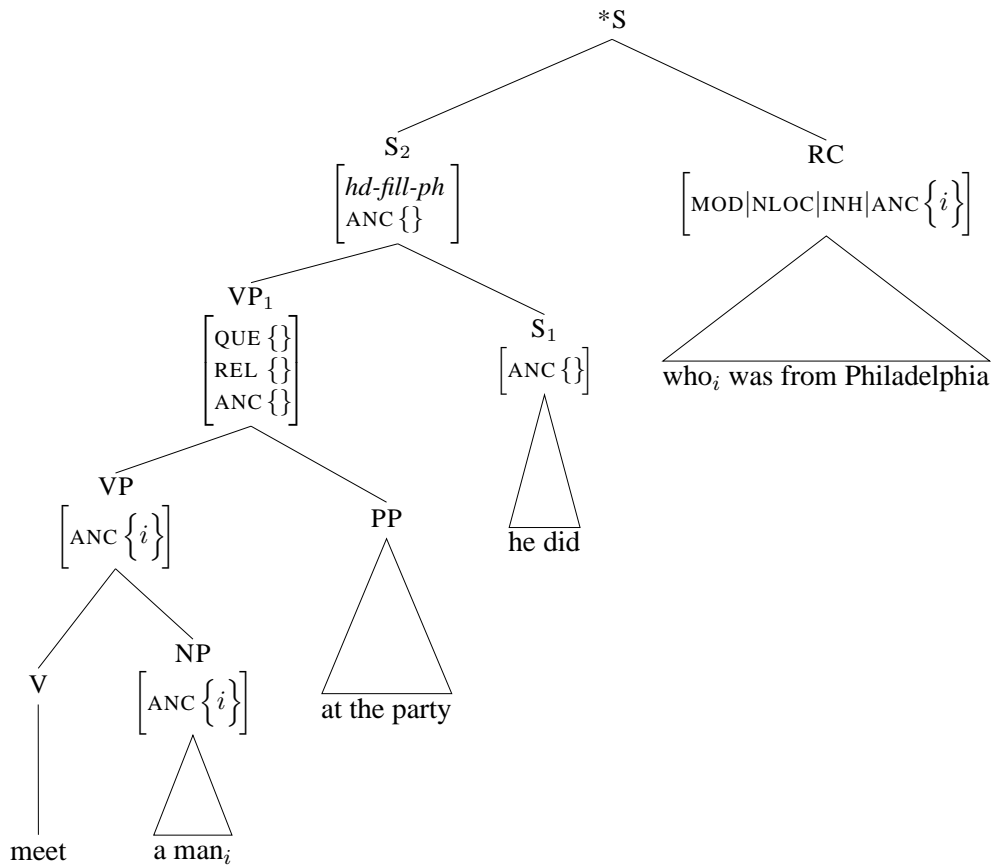 *S
S₂
RC
[hd-fill-ph
ANC {}]
[MOD|NLOC|INH|ANC {i}]
VP₁
S₁
[QUE {}
REL {}
ANC {}]
[ANC {}]
who_i was from Philadelphia
VP
PP
[ANC {i}]
he did
V
NP
[ANC {i}]
at the party
meet
a man_i